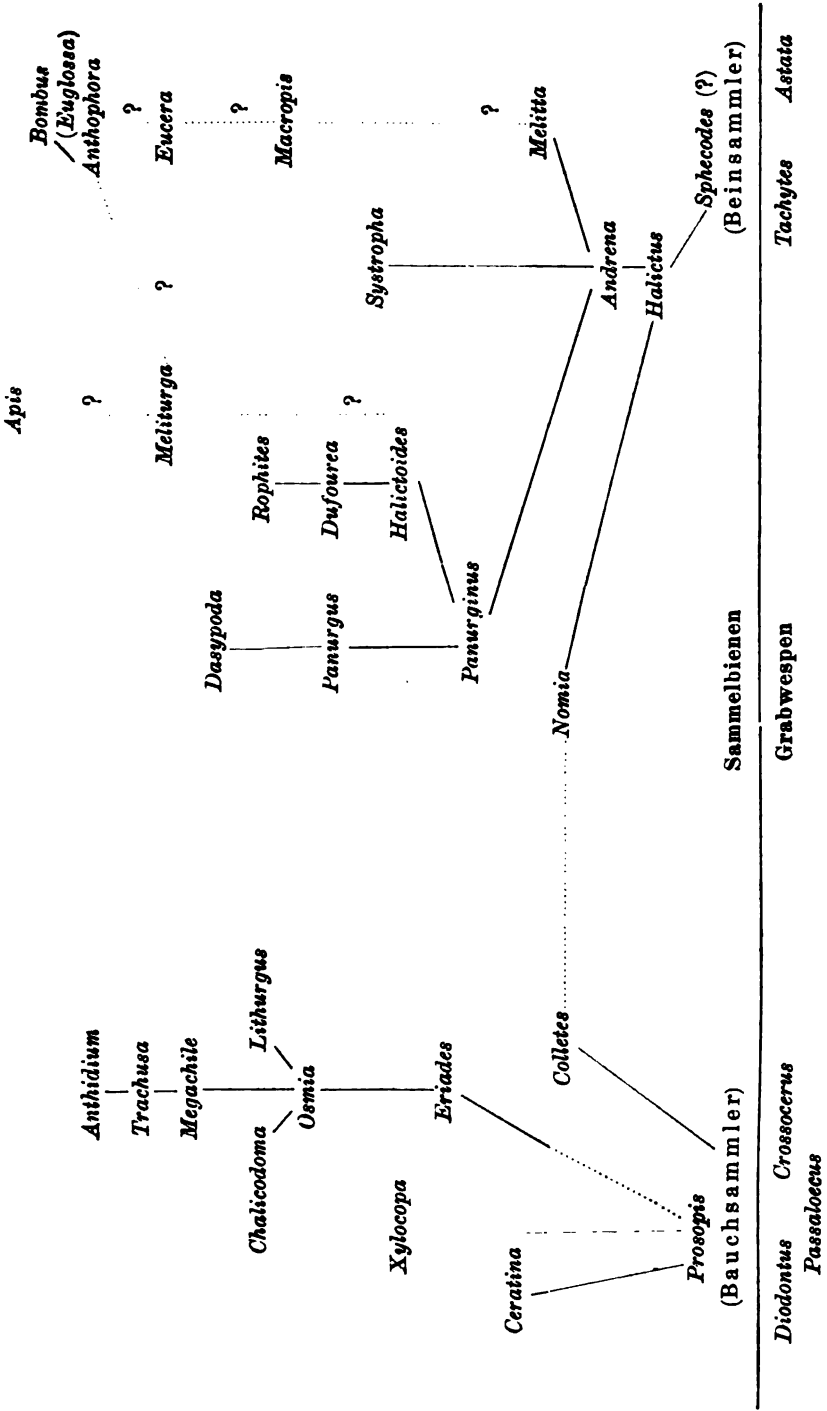 Apis
Bombus
(Euglossa)
Anthidium
Anthophora
?
?
Trachusa
Megachile
Meliturga
?
Eucera
Dasypoda
?
Chalicodoma
Lithurgus
Rophites
Macropis
Osmia
Panurgus
Dufourea
?
Systropha
Xylocopa
Halictoides
Eriades
Panurginus
?
Ceratina
Melitta
Colletes
Nomia
Andrena
Halictus
Prosopis
Sphecodes (?)
(Bauchsammler)
Sammelbienen
(Beinsammler)
Diodontus
Crossocerus
Grabwespen
Tachytes
Astata
Passaloecus